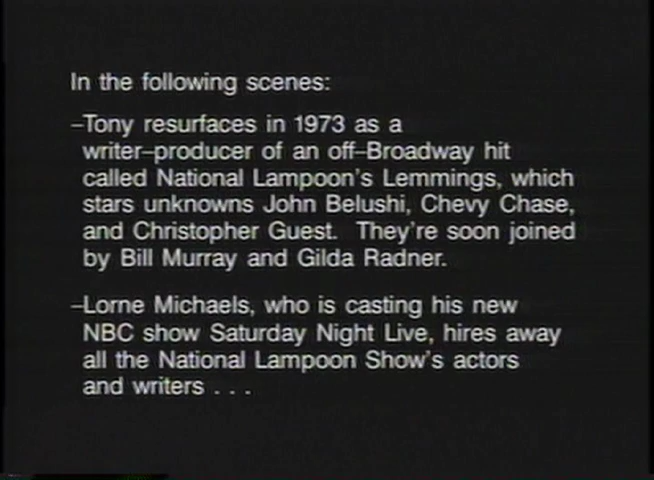 In the following scenes:
–Tony resurfaces in 1973 as a
writer–producer of an off–Broadway hit
called National Lampoon's Lemmings, which
stars unknowns John Belushi, Chevy Chase,
and Christopher Guest. They're soon joined
by Bill Murray and Gilda Radner.
–Lorne Michaels, who is casting his new
NBC show Saturday Night Live, hires away
all the National Lampoon Show's actors
and writers . . .